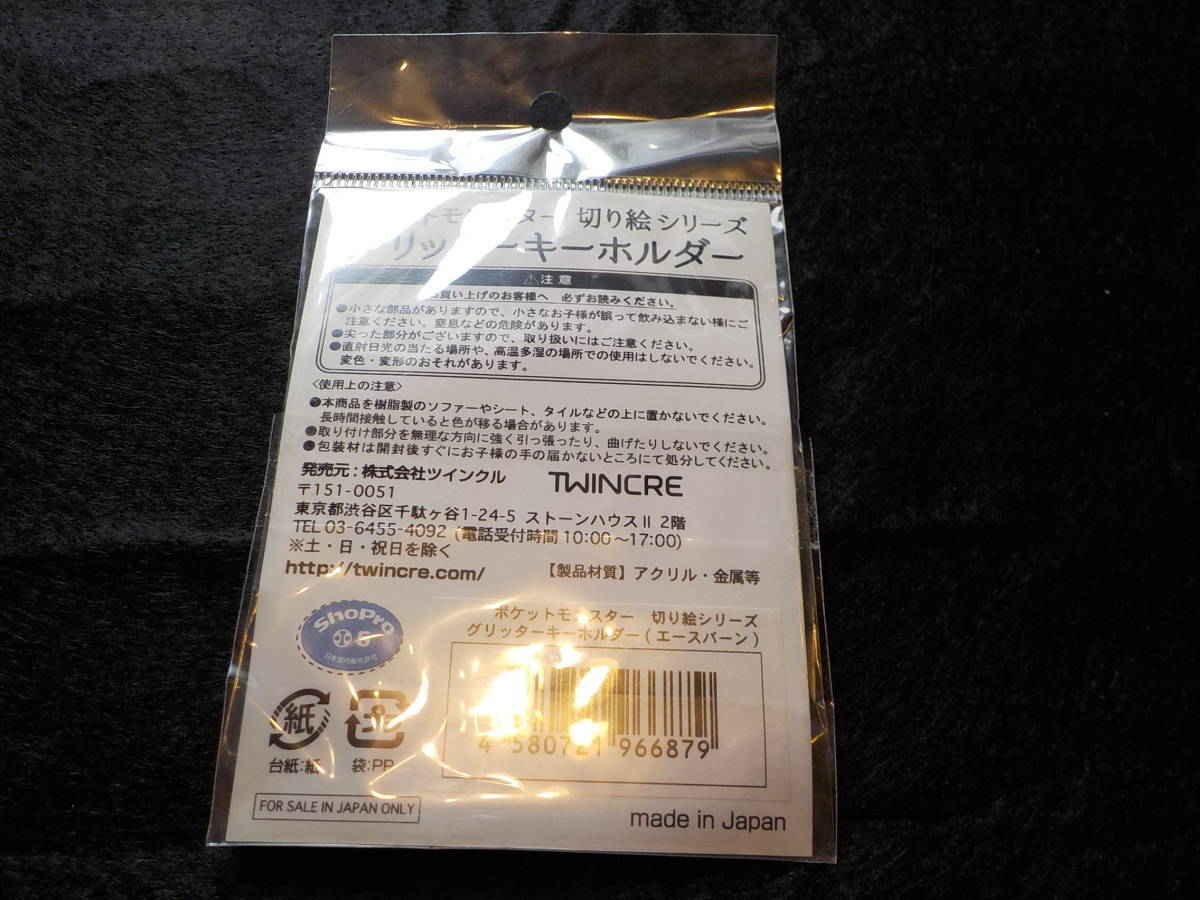 トモンスター 切り絵シリーズ
リッターキーホルダー
⚠注意
お買い上げのお客様へ 必ずお読みください。
●小さな部品がありますので、小さなお子様が誤って飲み込まない様にご
注意ください。窒息などの危険があります。
●尖った部分がございますので、取り扱いにはご注意ください。
●直射日光の当たる場所や、高温多湿の場所での使用はしないでください。
変色・変形のおそれがあります。
〈使用上の注意〉
●本商品を樹脂製のソファーやシート、タイルなどの上に置かないでください。
長時間接触していると色が移る場合があります。
●取り付け部分を無理な方向に強く引っ張ったり、曲げたりしないでください。
●包装材は開封後すぐにお子様の手の届かないところにて処分してください。
発売元:株式会社ツインクル TWINCRE
〒151-0051
東京都渋谷区千駄ヶ谷1-24-5 ストーンハウスⅡ 2階
TEL 03-6455-4092 (電話受付時間 10:00〜17:00)
※土・日・祝日を除く
http://twincre.com/ 【製品材質】アクリル・金属等
ShoPro
日本国内販売許可
ポケットモンスター 切り絵シリーズ
グリッターキーホルダー(エースバーン)
4 580721 966879
紙
台紙:紙 袋:PP
FOR SALE IN JAPAN ONLY
made in Japan